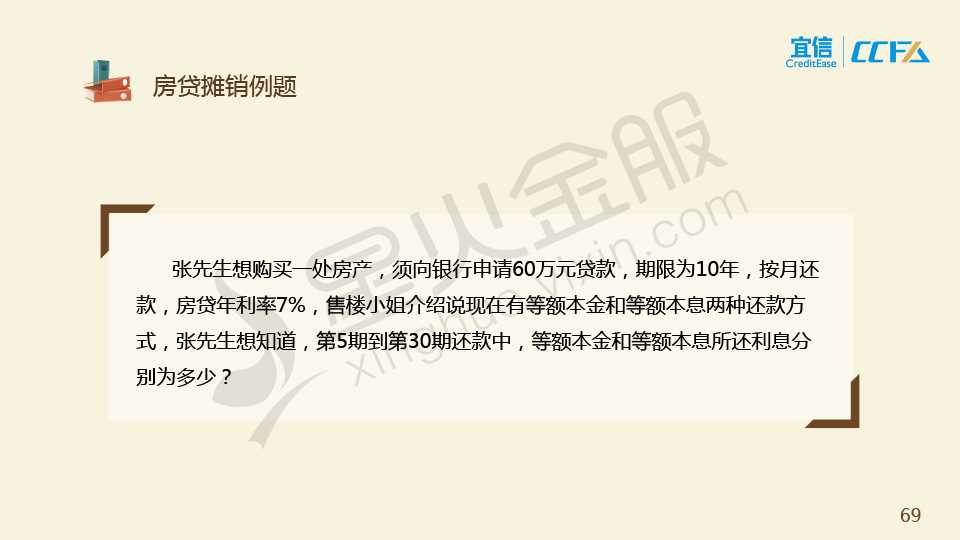 宜信
CreditEase
CCFA
房贷摊销例题
星火金服
xinghuo.yixin.com
张先生想购买一处房产，须向银行申请60万元贷款，期限为10年，按月还
款，房贷年利率7%，售楼小姐介绍说现在有等额本金和等额本息两种还款方
式，张先生想知道，第5期到第30期还款中，等额本金和等额本息所还利息分
别为多少？
69